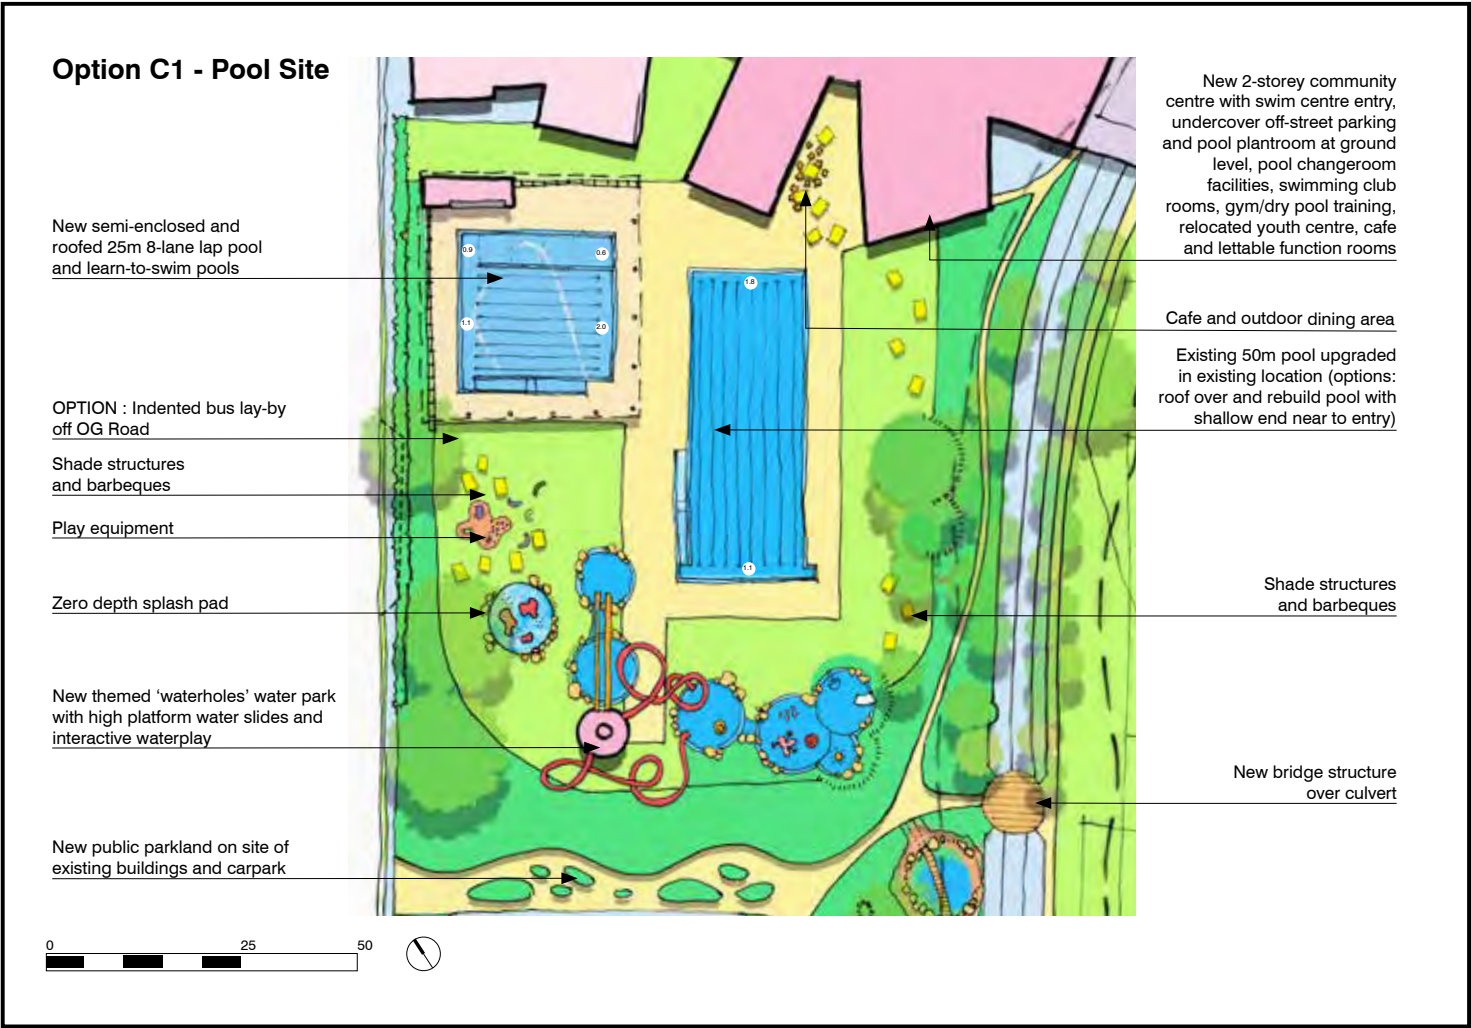 Option C1 - Pool Site
New semi-enclosed and
roofed 25m 8-lane lap pool
and learn-to-swim pools
OPTION : Indented bus lay-by
off OG Road
Shade structures
and barbeques
Play equipment
Zero depth splash pad
New themed ‘waterholes’ water park
with high platform water slides and
interactive waterplay
New public parkland on site of
existing buildings and carpark
0.9
0.6
1.1
2.0
1.8
1.1
New 2-storey community
centre with swim centre entry,
undercover off-street parking
and pool plantroom at ground
level, pool changeroom
facilities, swimming club
rooms, gym/dry pool training,
relocated youth centre, cafe
and lettable function rooms
Cafe and outdoor dining area
Existing 50m pool upgraded
in existing location (options:
roof over and rebuild pool with
shallow end near to entry)
Shade structures
and barbeques
New bridge structure
over culvert
0 25 50